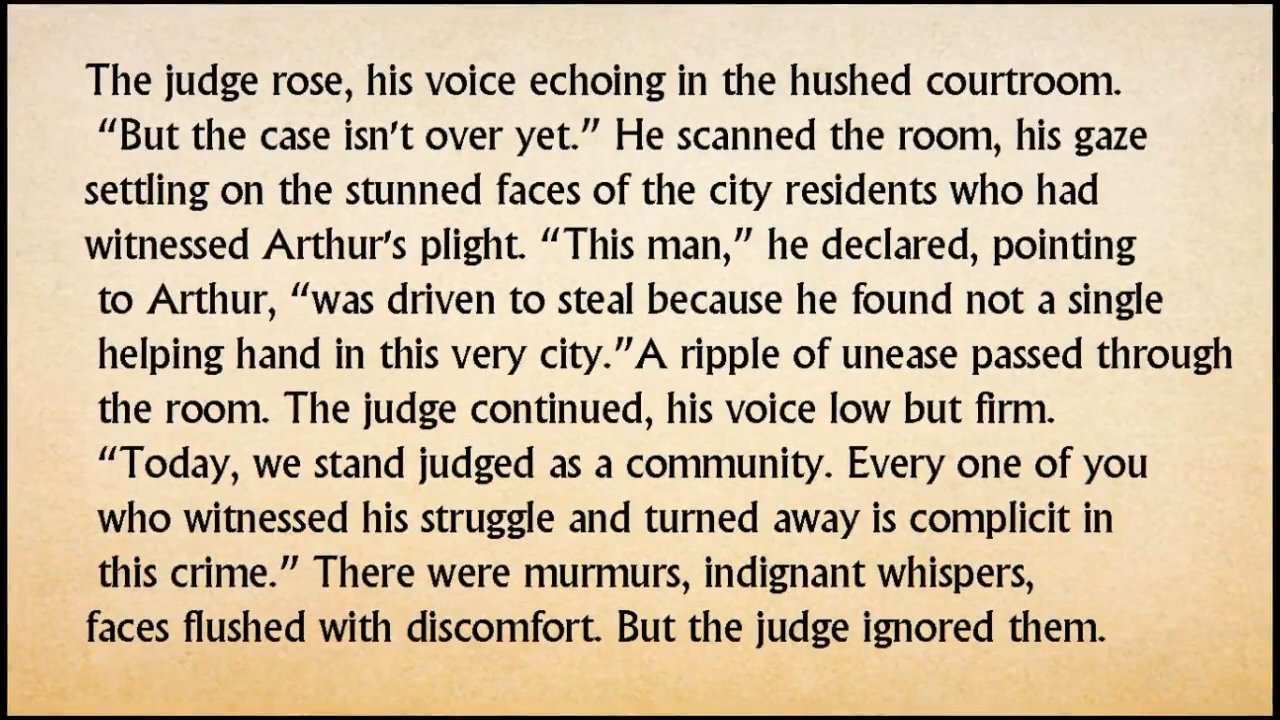 The judge rose, his voice echoing in the hushed courtroom.
“But the case isn’t over yet.” He scanned the room, his gaze
settling on the stunned faces of the city residents who had
witnessed Arthur’s plight. “This man,” he declared, pointing
to Arthur, “was driven to steal because he found not a single
helping hand in this very city.”A ripple of unease passed through
the room. The judge continued, his voice low but firm.
“Today, we stand judged as a community. Every one of you
who witnessed his struggle and turned away is complicit in
this crime.” There were murmurs, indignant whispers,
faces flushed with discomfort. But the judge ignored them.